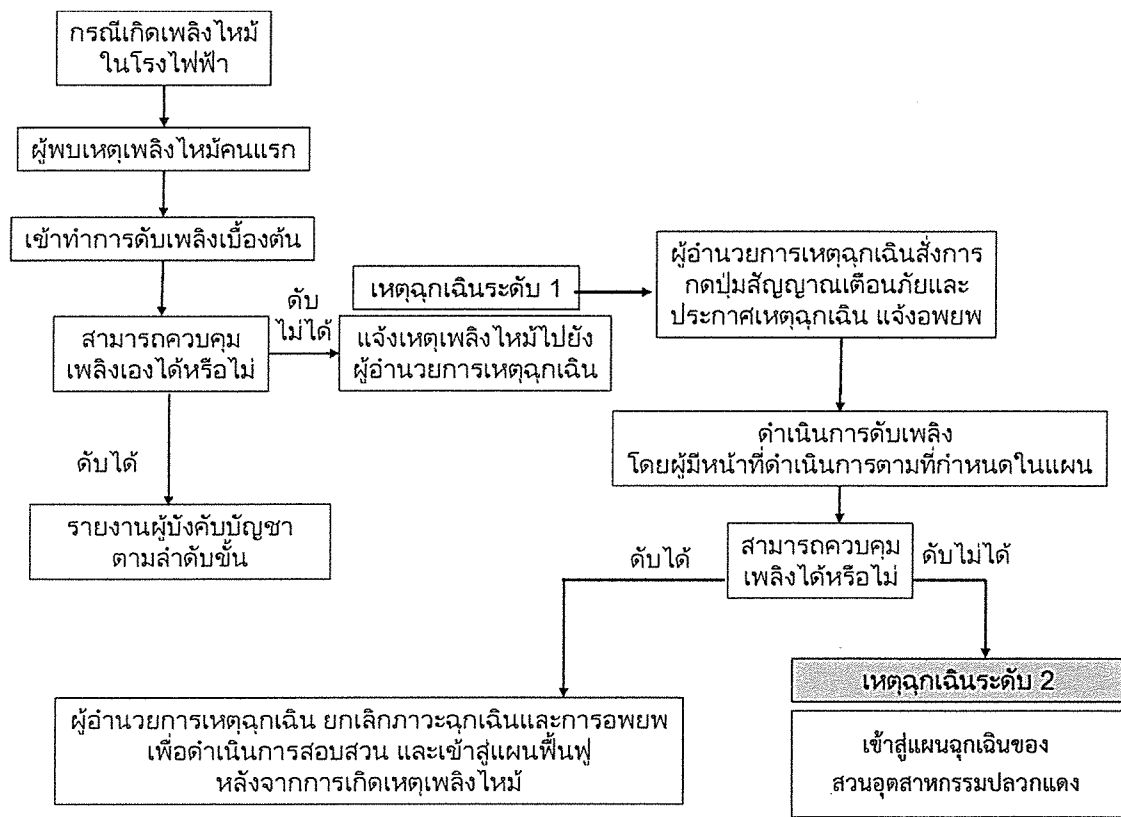 กรณีเกิดเพลิงไหม้
ในโรงไฟฟ้า
ผู้พบเหตุเพลิงไหม้คนแรก
เข้าทำการดับเพลิงเบื้องต้น
สามารถควบคุม
เพลิงเองได้หรือไม่
ดับ
ไม่ได้
เหตุฉุกเฉินระดับ 1
แจ้งเหตุเพลิงไหม้ไปยัง
ผู้อำนวยการเหตุฉุกเฉิน
ดับได้
รายงานผู้บังคับบัญชา
ตามลำดับขั้น
ผู้อำนวยการเหตุฉุกเฉินสั่งการ
กดปุ่มสัญญาณเตือนภัยและ
ประกาศเหตุฉุกเฉิน แจ้งอพยพ
ดำเนินการดับเพลิง
โดยผู้มีหน้าที่ดำเนินการตามที่กำหนดในแผน
สามารถควบคุม
เพลิงได้หรือไม่
ดับได้
ดับไม่ได้
ผู้อำนวยการเหตุฉุกเฉิน ยกเลิกภาวะฉุกเฉินและการอพยพ
เพื่อดำเนินการสอบสวน และเข้าสู่แผนฟื้นฟู
หลังจากการเกิดเหตุเพลิงไหม้
เหตุฉุกเฉินระดับ 2
เข้าสู่แผนฉุกเฉินของ
สวนอุตสาหกรรมปลวกแดง